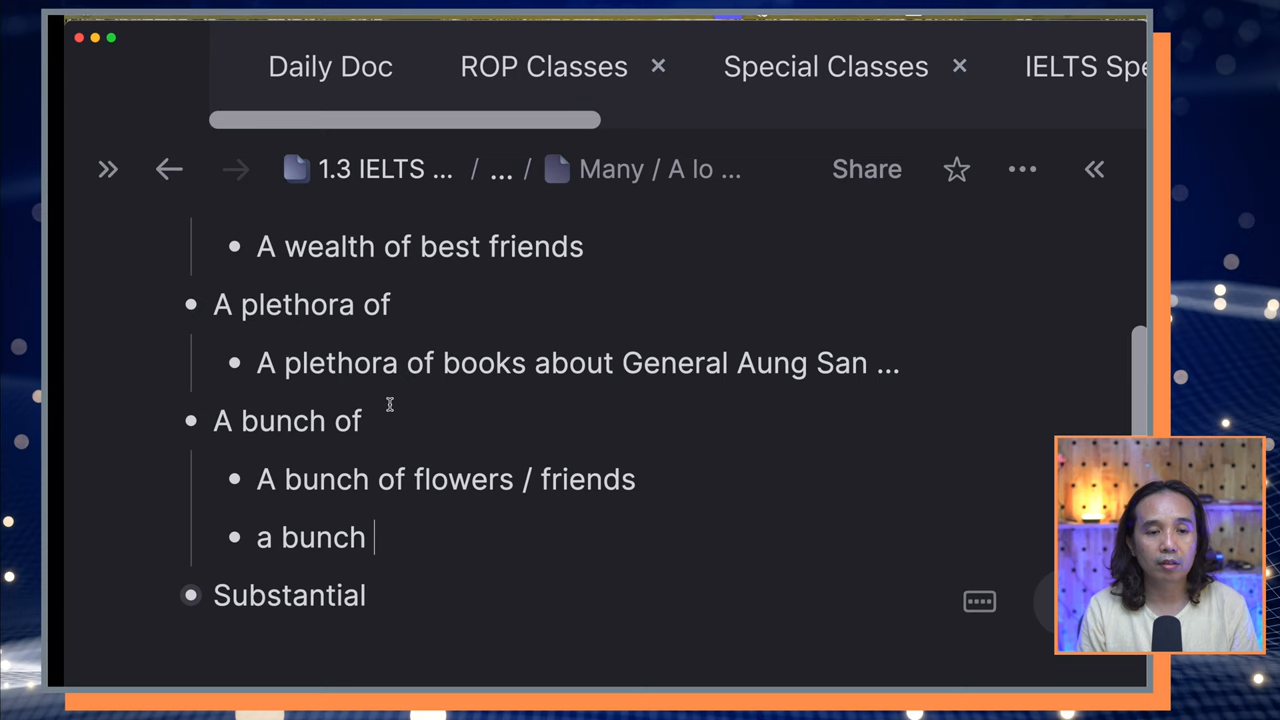 Daily Doc ROP Classes × Special Classes × IELTS Spe
1.3 IELTS ... / ... / Many / A lo ... Share
A wealth of best friends
A plethora of
A plethora of books about General Aung San ...
A bunch of
A bunch of flowers / friends
a bunch
Substantial